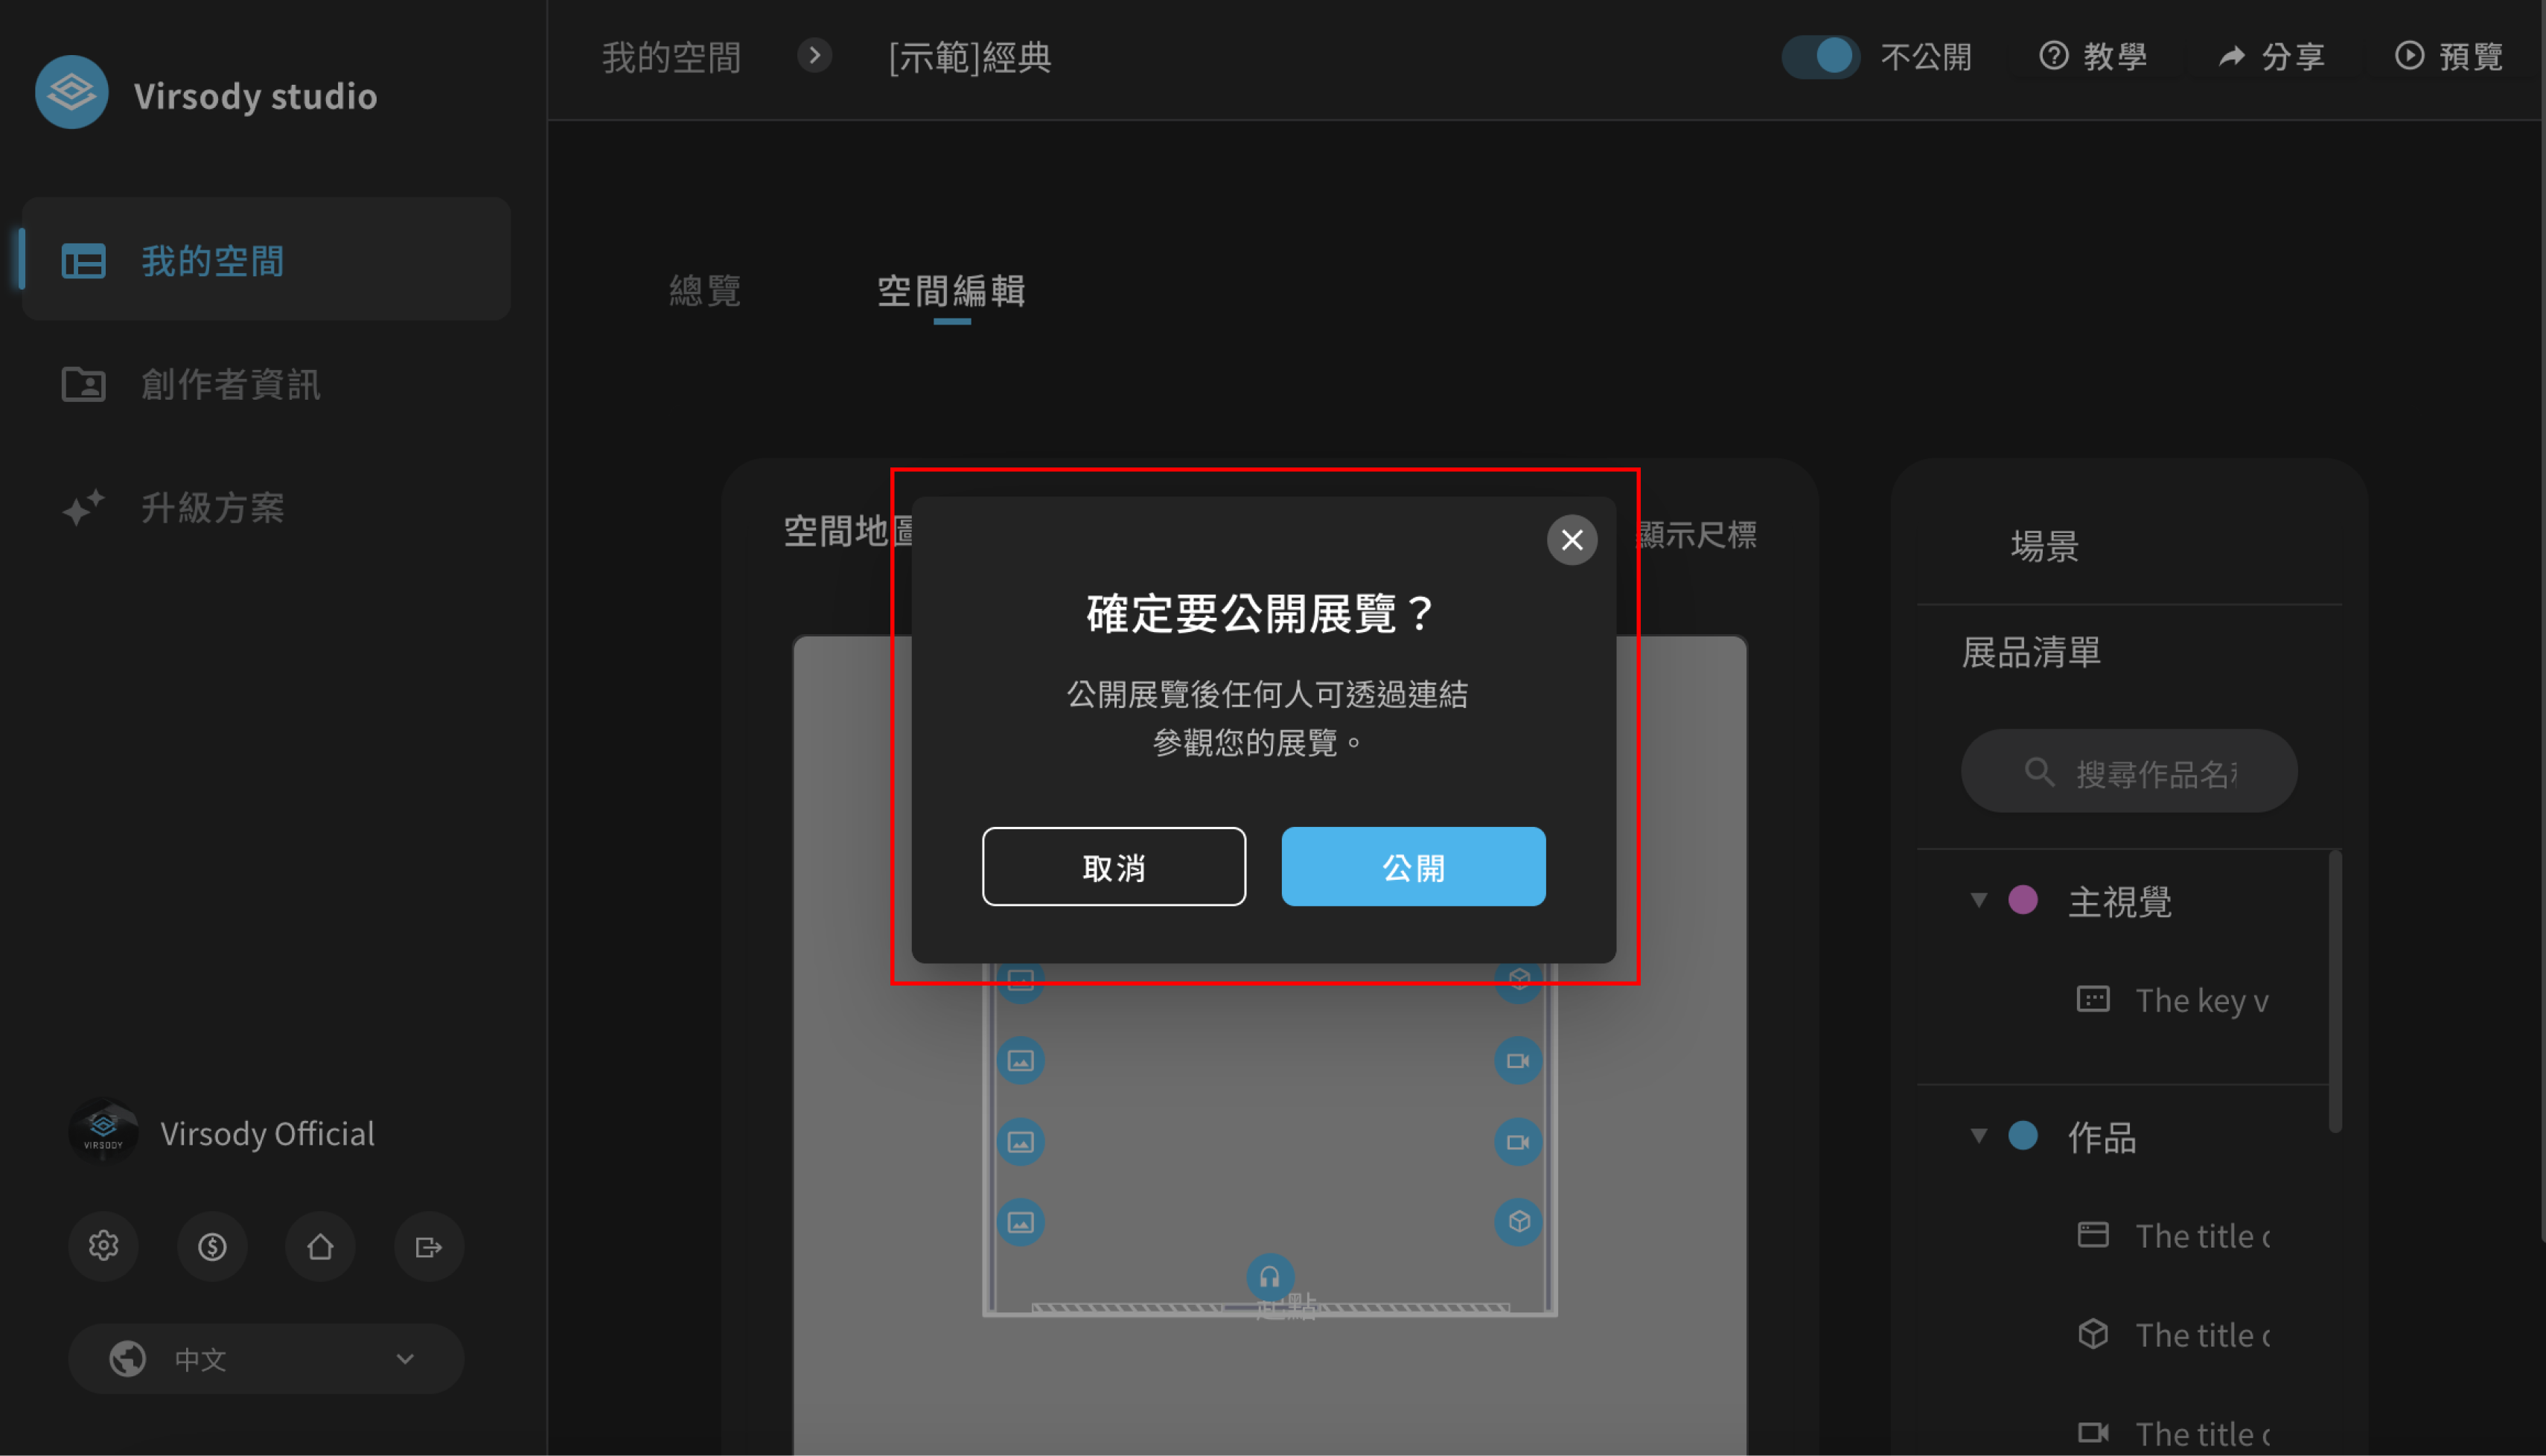 Virsody studio
我的空間
創作者資訊
升級方案
VIRSODY
Virsody Official
中文
我的空間
[示範]經典
不公開
教學
分享
預覽
總覽
空間編輯
空間地
顯示尺標
確定要公開展覽？
公開展覽後任何人可透過連結
參觀您的展覽。
取消
公開
起點
場景
展品清單
搜尋作品名
主視覺
The key v
作品
The title
The title
The title